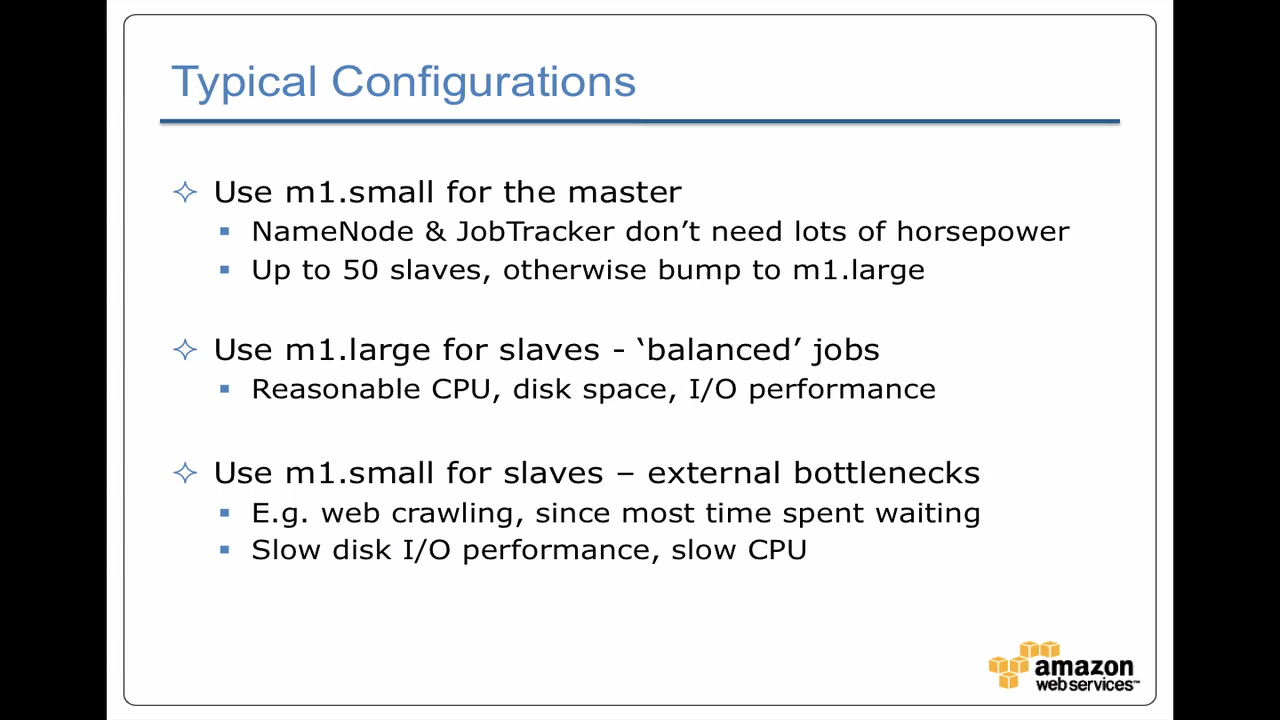 Typical Configurations
Use m1.small for the master
NameNode & JobTracker don’t need lots of horsepower
Up to 50 slaves, otherwise bump to m1.large
Use m1.large for slaves - ‘balanced’ jobs
Reasonable CPU, disk space, I/O performance
Use m1.small for slaves – external bottlenecks
E.g. web crawling, since most time spent waiting
Slow disk I/O performance, slow CPU
amazon
webservices™